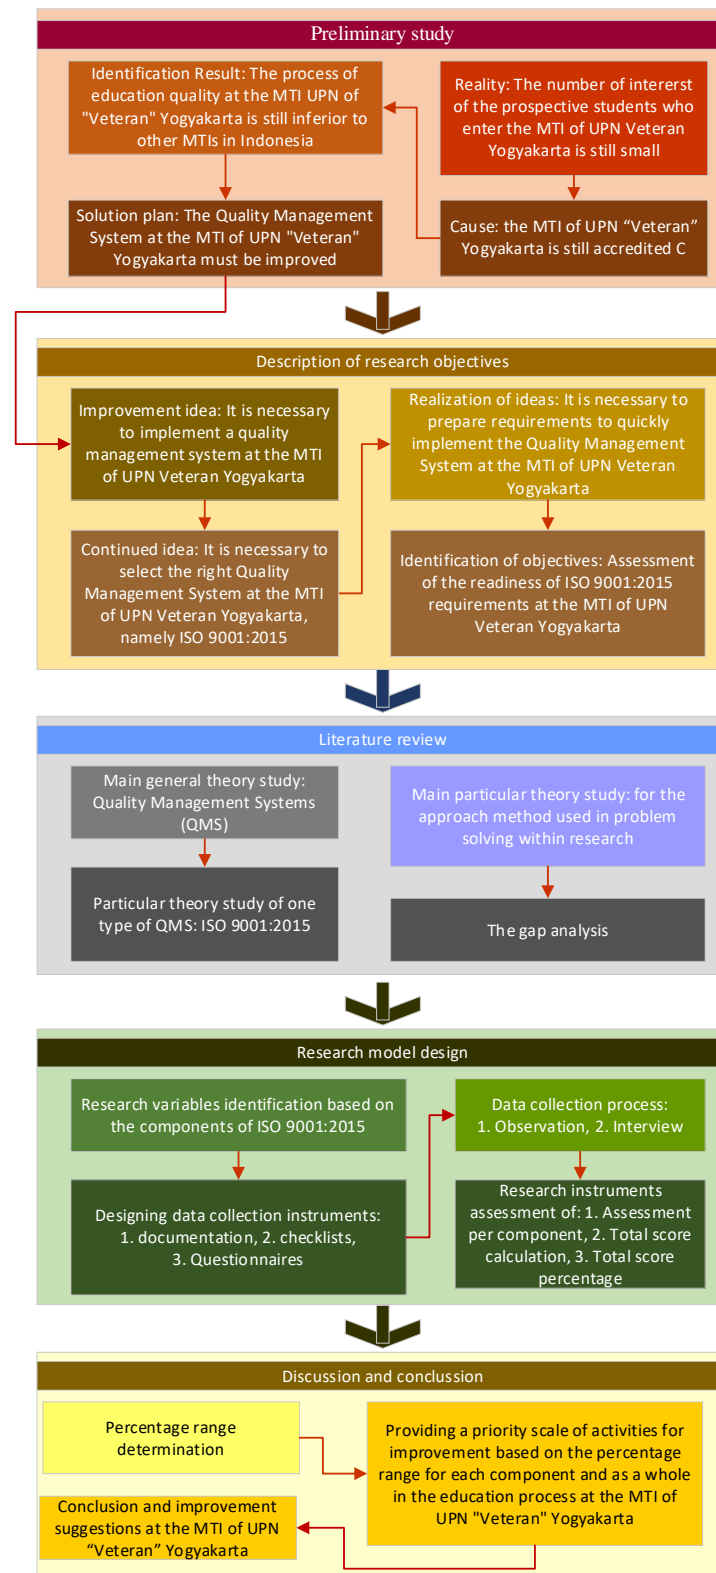 Preliminary study
Identification Result: The process of
education quality at the MTI UPN of
"Veteran" Yogyakarta is still inferior to
other MTIs in Indonesia
Reality: The number of intererst
of the prospective students who
enter the MTI of UPN Veteran
Yogyakarta is still small
Solution plan: The Quality Management
System at the MTI of UPN "Veteran"
Yogyakarta must be improved
Cause: the MTI of UPN “Veteran”
Yogyakarta is still accredited C
Description of research objectives
Improvement idea: It is necessary
to implement a quality
management system at the MTI
of UPN Veteran Yogyakarta
Realization of ideas: It is necessary to
prepare requirements to quickly
implement the Quality Management
System at the MTI of UPN Veteran
Yogyakarta
Continued idea: It is necessary to
select the right Quality
Management System at the MTI
of UPN Veteran Yogyakarta,
namely ISO 9001:2015
Identification of objectives: Assessment
of the readiness of ISO 9001:2015
requirements at the MTI of UPN
Veteran Yogyakarta
Literature review
Main general theory study:
Quality Management Systems
(QMS)
Main particular theory study: for the
approach method used in problem
solving within research
Particular theory study of one
type of QMS: ISO 9001:2015
The gap analysis
Research model design
Research variables identification based on
the components of ISO 9001:2015
Data collection process:
1. Observation, 2. Interview
Designing data collection instruments:
1. documentation, 2. checklists,
3. Questionnaires
Research instruments
assessment of: 1. Assessment
per component, 2. Total score
calculation, 3. Total score
percentage
Discussion and conclussion
Percentage range
determination
Providing a priority scale of activities for
improvement based on the percentage
range for each component and as a whole
in the education process at the MTI of
UPN "Veteran" Yogyakarta
Conclusion and improvement
suggestions at the MTI of UPN
“Veteran” Yogyakarta